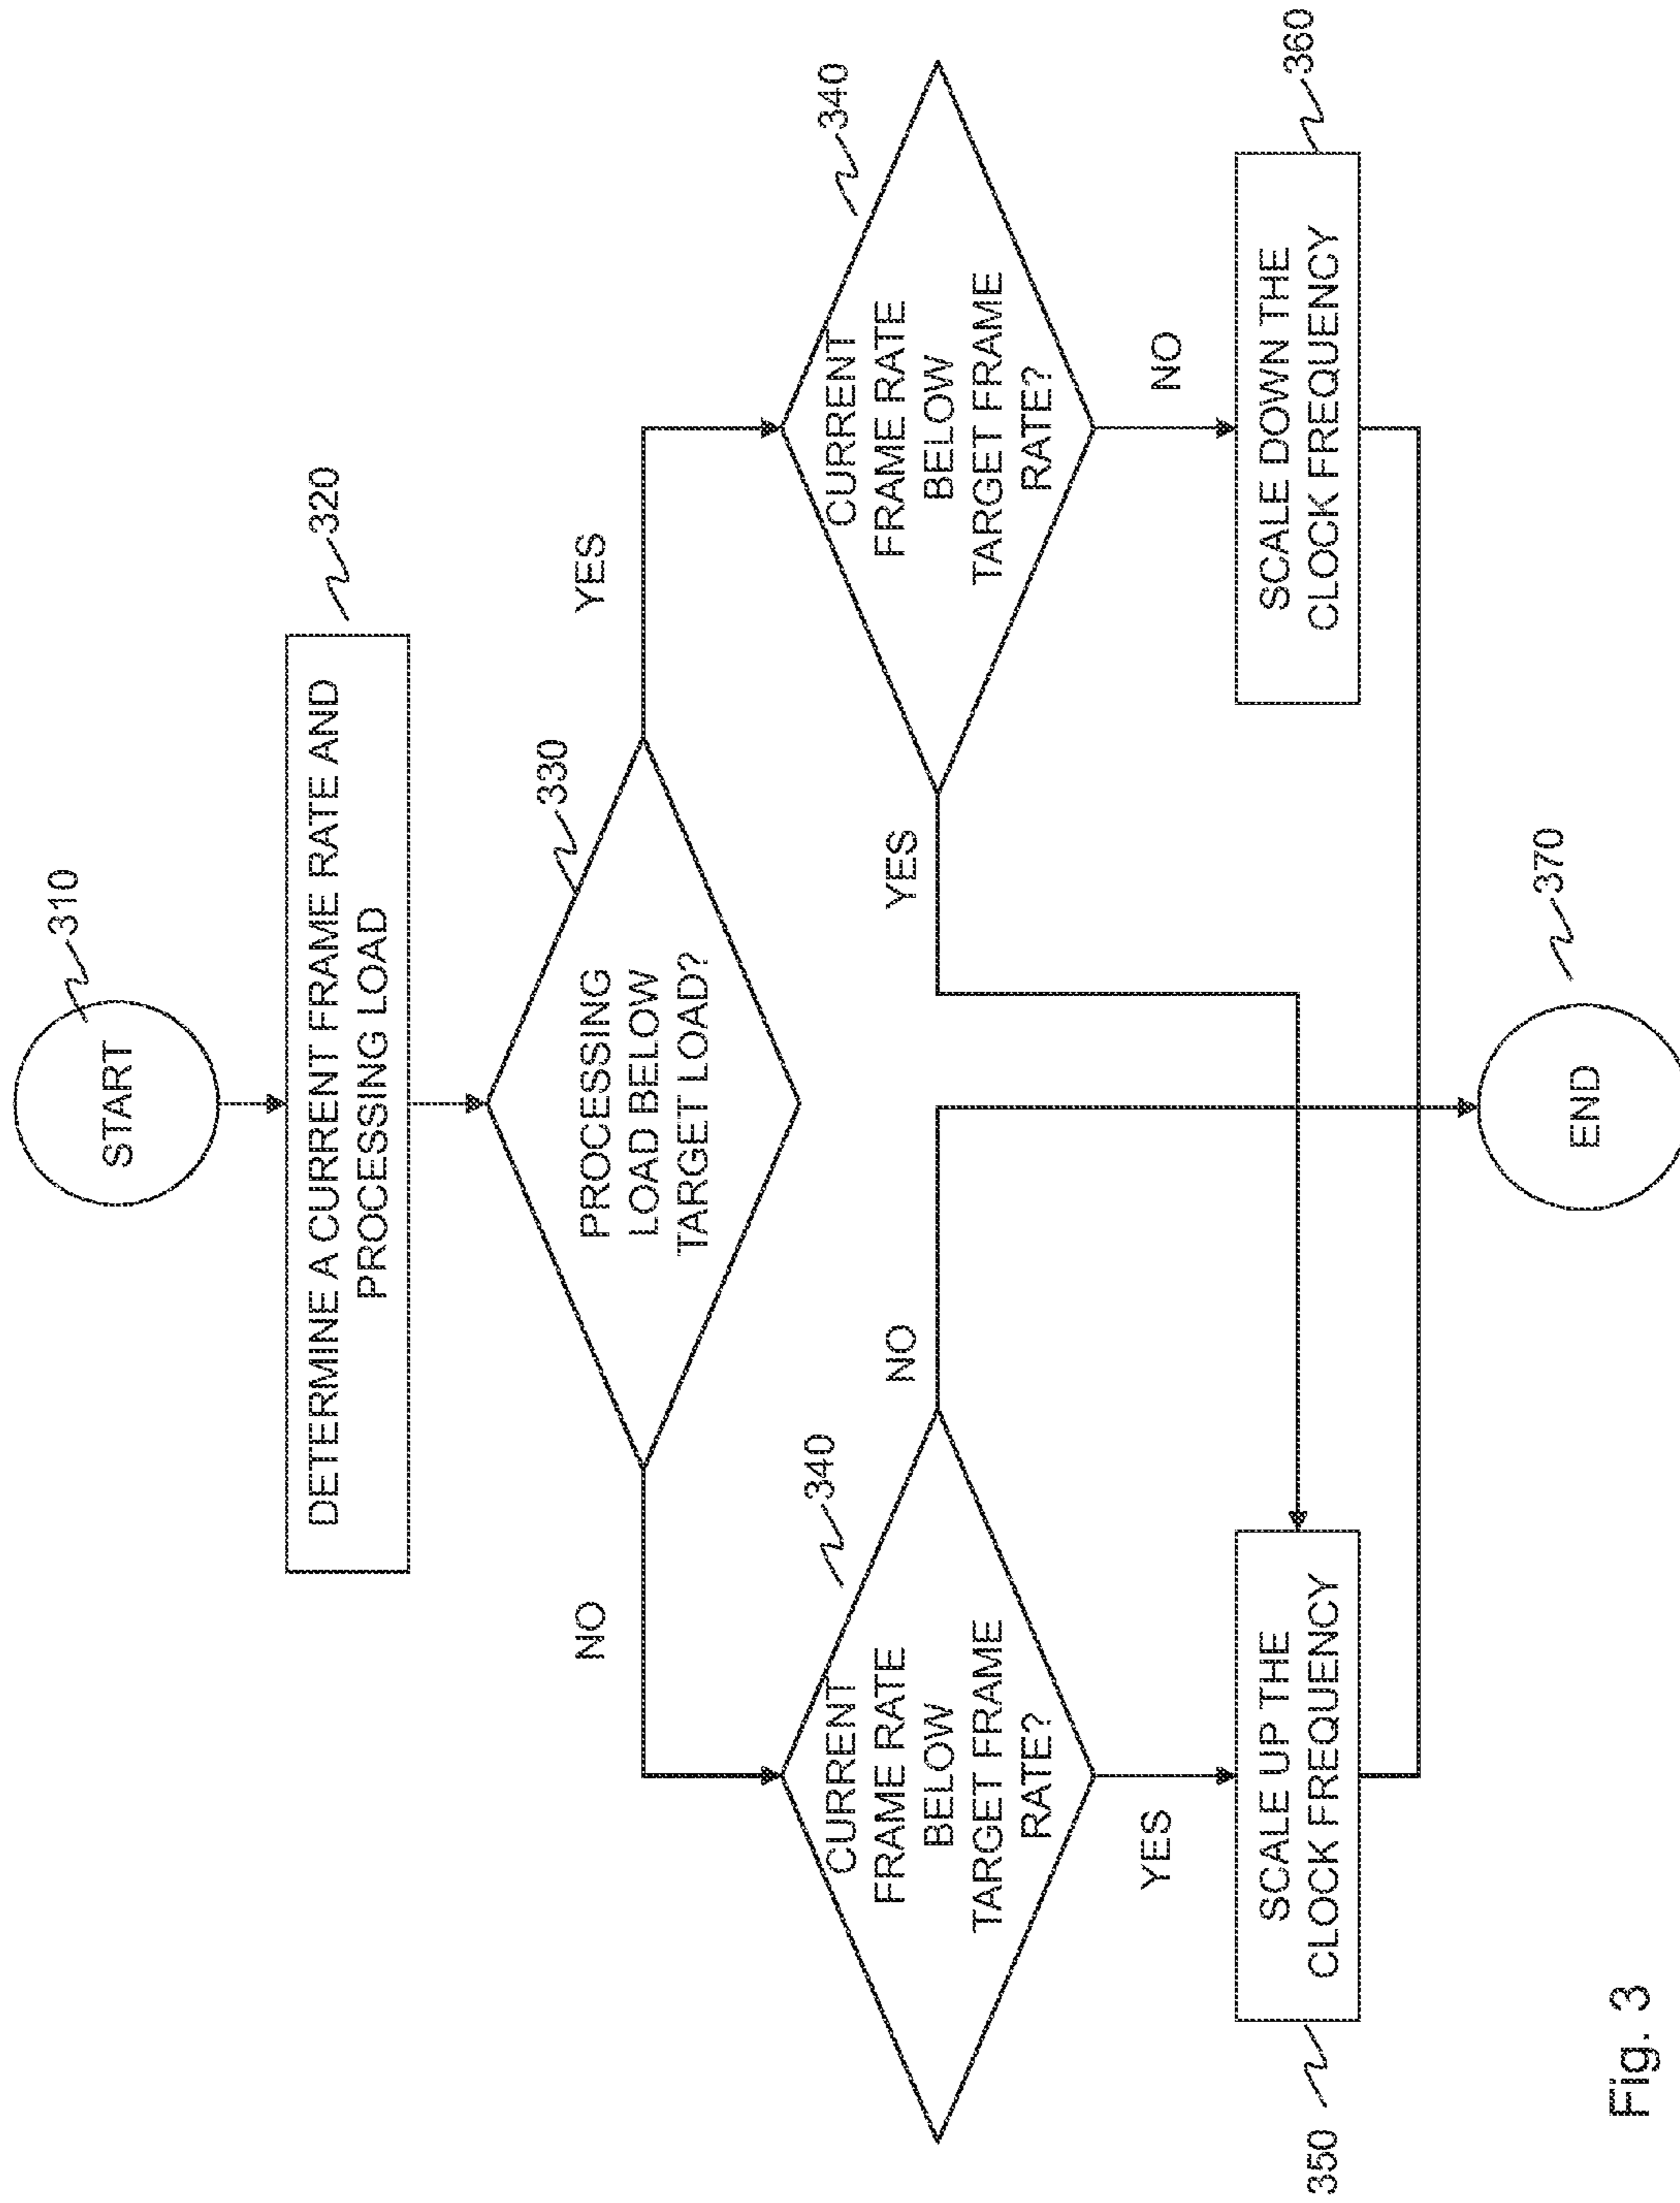 START
310
DETERMINE A CURRENT FRAME RATE AND
PROCESSING LOAD
320
PROCESSING
LOAD BELOW
TARGET LOAD?
330
NO
YES
CURRENT
FRAME RATE
BELOW
TARGET FRAME
RATE?
340
NO
YES
CURRENT
FRAME RATE
BELOW
TARGET FRAME
RATE?
340
YES
NO
350
SCALE UP THE
CLOCK FREQUENCY
SCALE DOWN THE
CLOCK FREQUENCY
360
END
370
Fig. 3